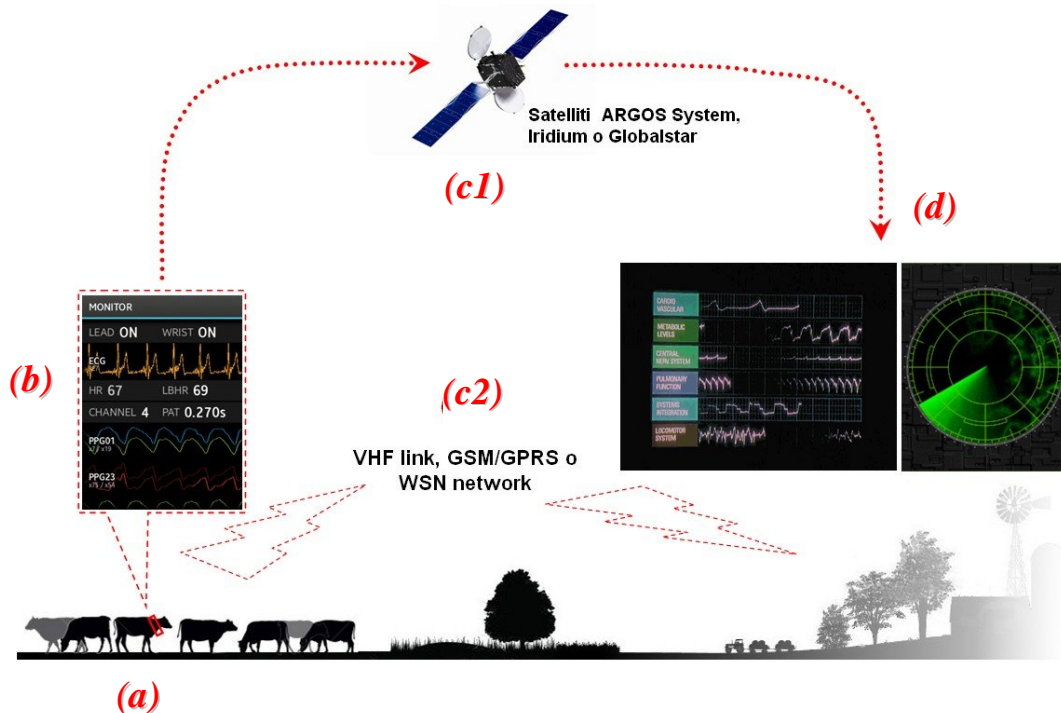 Satelliti ARGOS System,
Iridium o Globalstar
(c1)
(d)
MONITOR
LEAD ON WRIST ON
ECG
HR 67 LBHR 69
CHANNEL 4 PAT 0.270s
PPG01
PPG23
(b)
(c2)
VHF link, GSM/GPRS o
WSN network
CARDIO
VASCULAR
METABOLIC
LEVELS
CENTRAL
NERV SYSTEM
PULMONARY
FUNCTION
SYSTEMS
INTEGRATION
LOCOMOTOR
SYSTEM
(a)